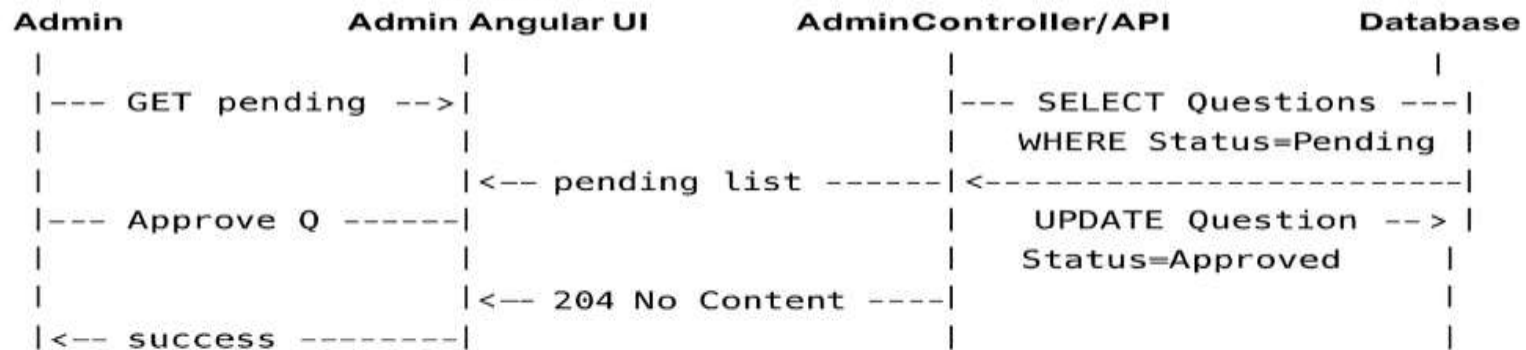 Admin Admin Angular UI AdminController/API Database
| | | |
|--- GET pending -->| |--- SELECT Questions ---|
| | | WHERE Status=Pending |
| |<-- pending list ------|<------------------------|
|--- Approve Q ------| | UPDATE Question --> |
| | | Status=Approved |
| |<-- 204 No Content ----| |
|<-- success --------| | |